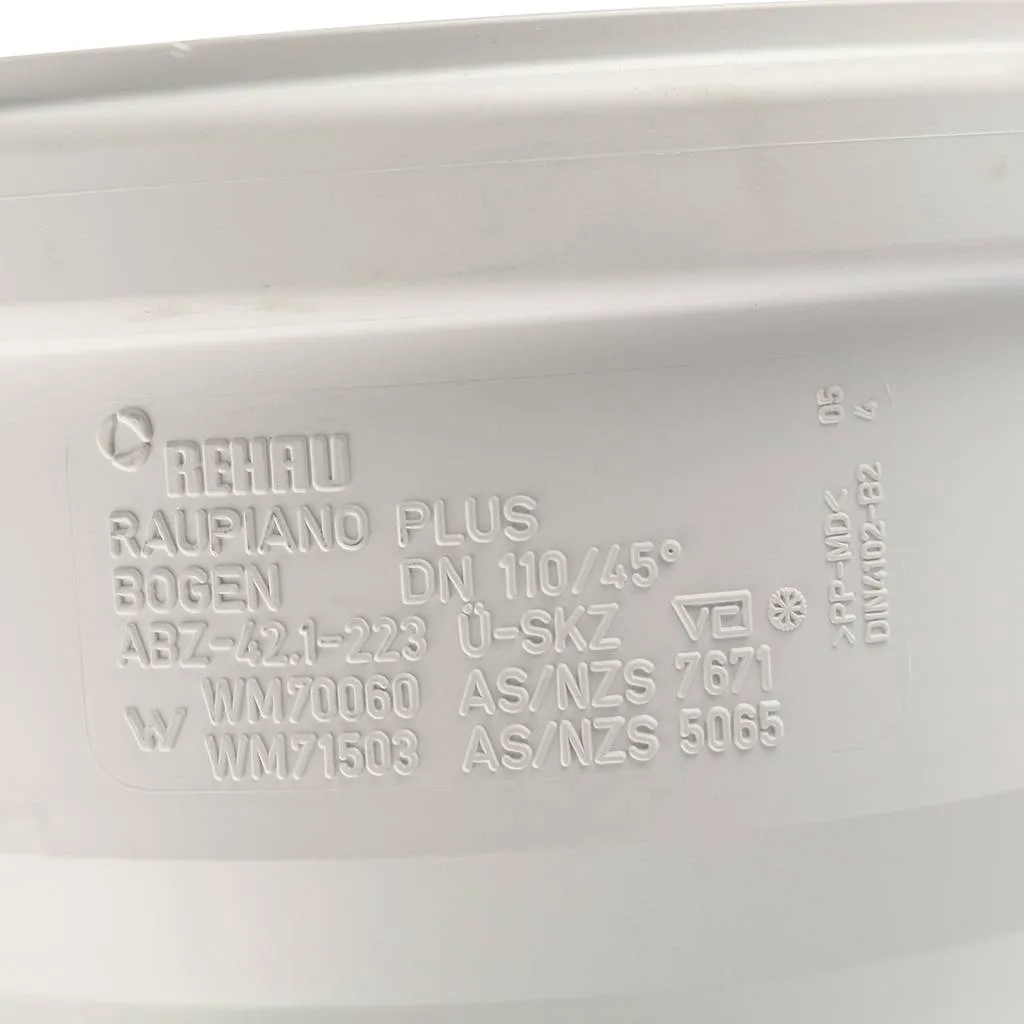 REHAU
RAUPIANO PLUS
BOGEN DN 110/45°
ABZ-42.1-223 Ü-SKZ
WM70060 AS/NZS 7671
WM71503 AS/NZS 5065
>PP-MD< 05
DIN4102-B2 4